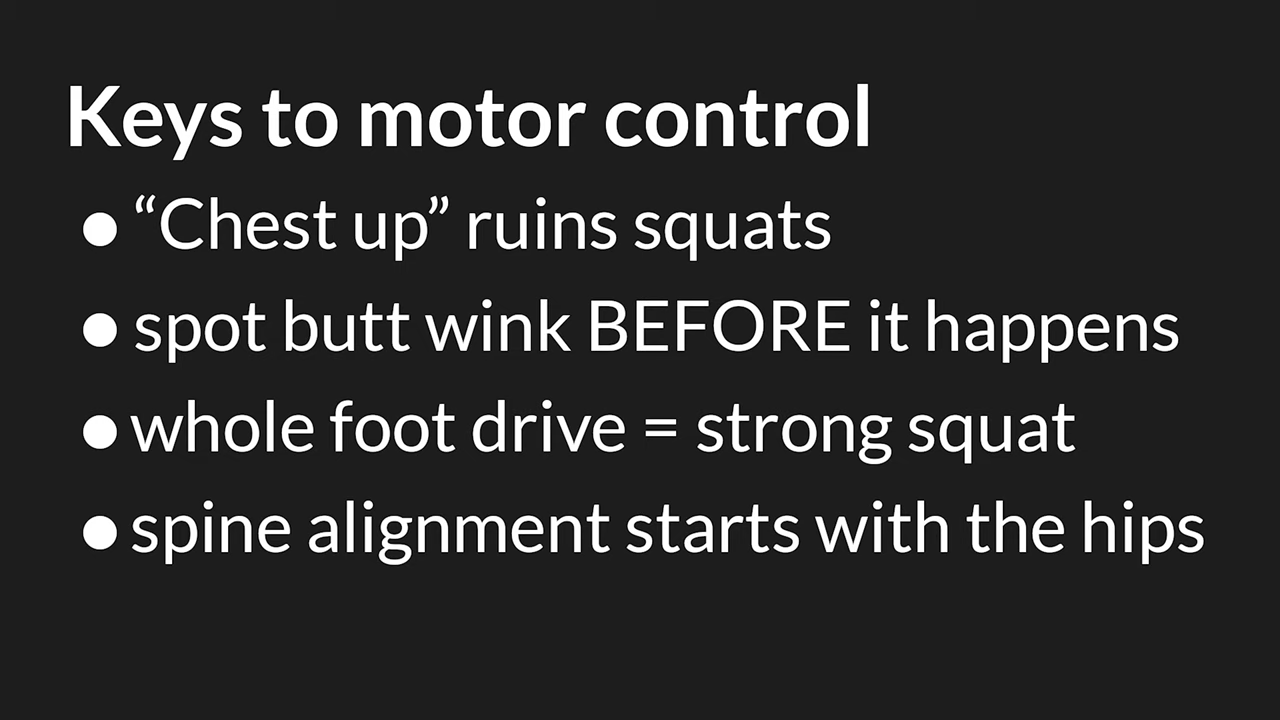 Keys to motor control
● “Chest up” ruins squats
● spot butt wink BEFORE it happens
● whole foot drive = strong squat
● spine alignment starts with the hips